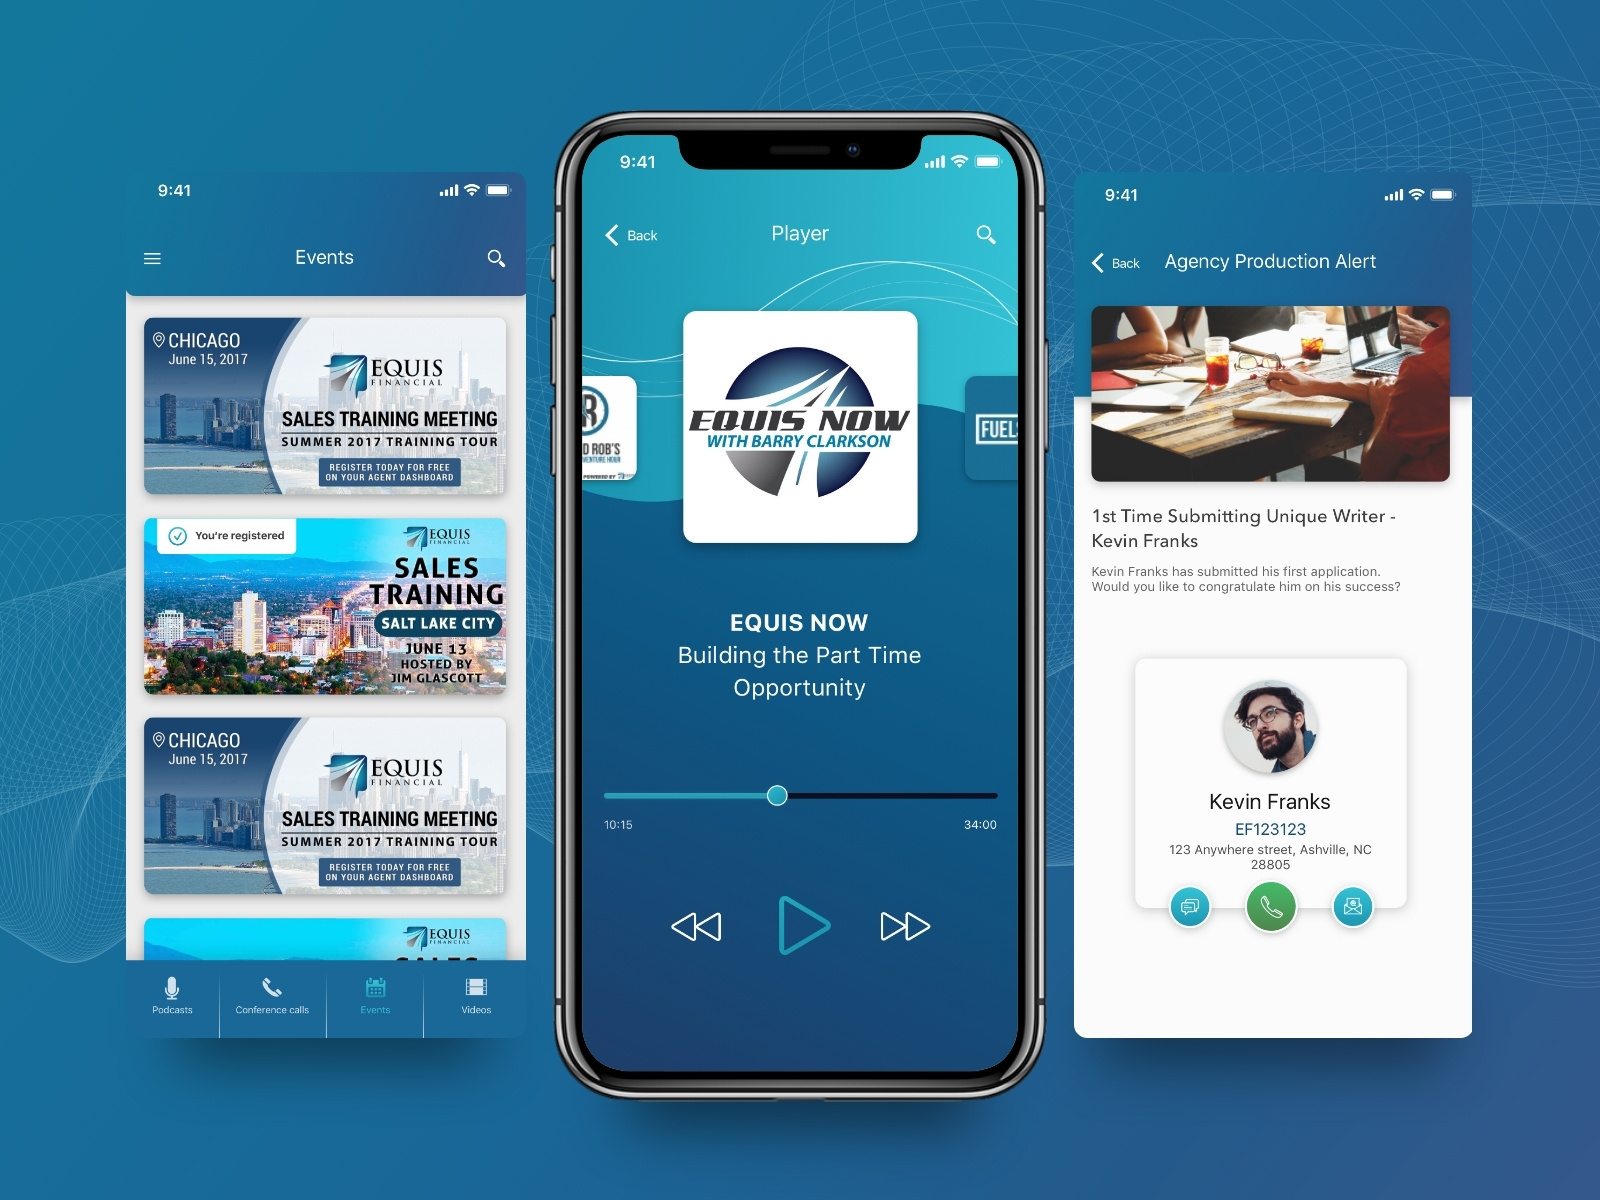 9:41
Events
CHICAGO
June 15, 2017
EQUIS
FINANCIAL
SALES TRAINING MEETING
SUMMER 2017 TRAINING TOUR
REGISTER TODAY FOR FREE
ON YOUR AGENT DASHBOARD
You're registered
EQUIS
FINANCIAL
SALES
TRAINING
SALT LAKE CITY
JUNE 13
HOSTED BY
JIM GLASCOTT
CHICAGO
June 15, 2017
EQUIS
FINANCIAL
SALES TRAINING MEETING
SUMMER 2017 TRAINING TOUR
REGISTER TODAY FOR FREE
ON YOUR AGENT DASHBOARD
EQUIS
FINANCIAL
SALES
Podcasts
Conference calls
Events
Videos
9:41
Back
Player
R
D ROB'S
VENTURE HOUR
POWERED BY
EQUIS NOW
WITH BARRY CLARKSON
FUELS
EQUIS NOW
Building the Part Time
Opportunity
10:15
34:00
9:41
Back
Agency Production Alert
1st Time Submitting Unique Writer -
Kevin Franks
Kevin Franks has submitted his first application.
Would you like to congratulate him on his success?
Kevin Franks
EF123123
123 Anywhere street, Ashville, NC
28805